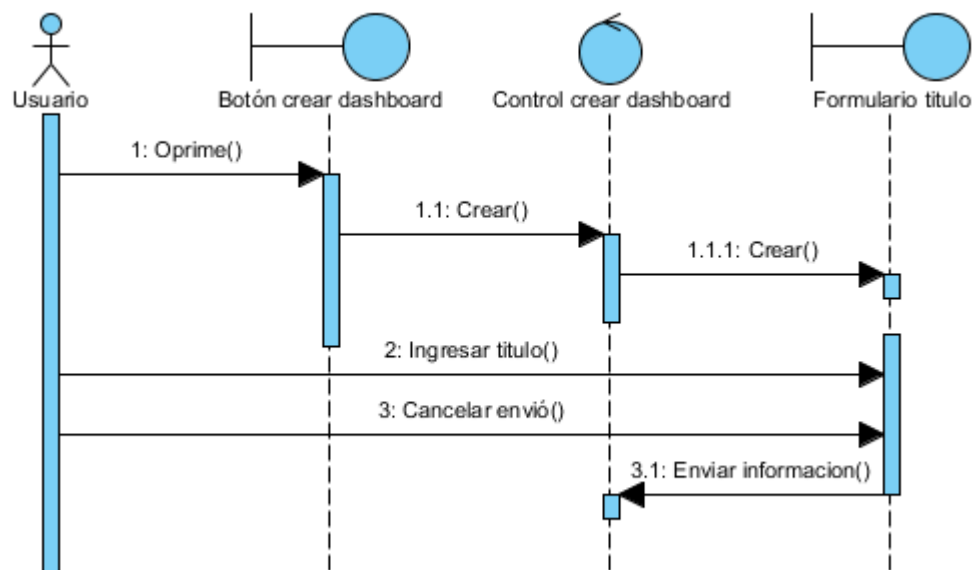 Usuario
Botón crear dashboard
Control crear dashboard
Formulario titulo
1: Oprime()
1.1: Crear()
1.1.1: Crear()
2: Ingresar titulo()
3: Cancelar envió()
3.1: Enviar informacion()